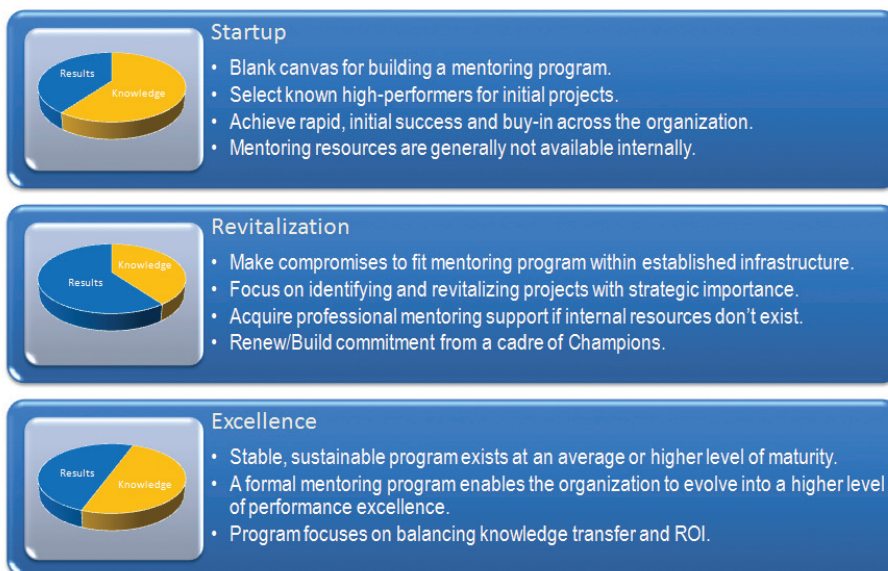 Startup
Results
Knowledge
• Blank canvas for building a mentoring program.
• Select known high-performers for initial projects.
• Achieve rapid, initial success and buy-in across the organization.
• Mentoring resources are generally not available internally.
Revitalization
Knowledge
Results
• Make compromises to fit mentoring program within established infrastructure.
• Focus on identifying and revitalizing projects with strategic importance.
• Acquire professional mentoring support if internal resources don’t exist.
• Renew/Build commitment from a cadre of Champions.
Excellence
Results
Knowledge
• Stable, sustainable program exists at an average or higher level of maturity.
• A formal mentoring program enables the organization to evolve into a higher level
of performance excellence.
• Program focuses on balancing knowledge transfer and ROI.